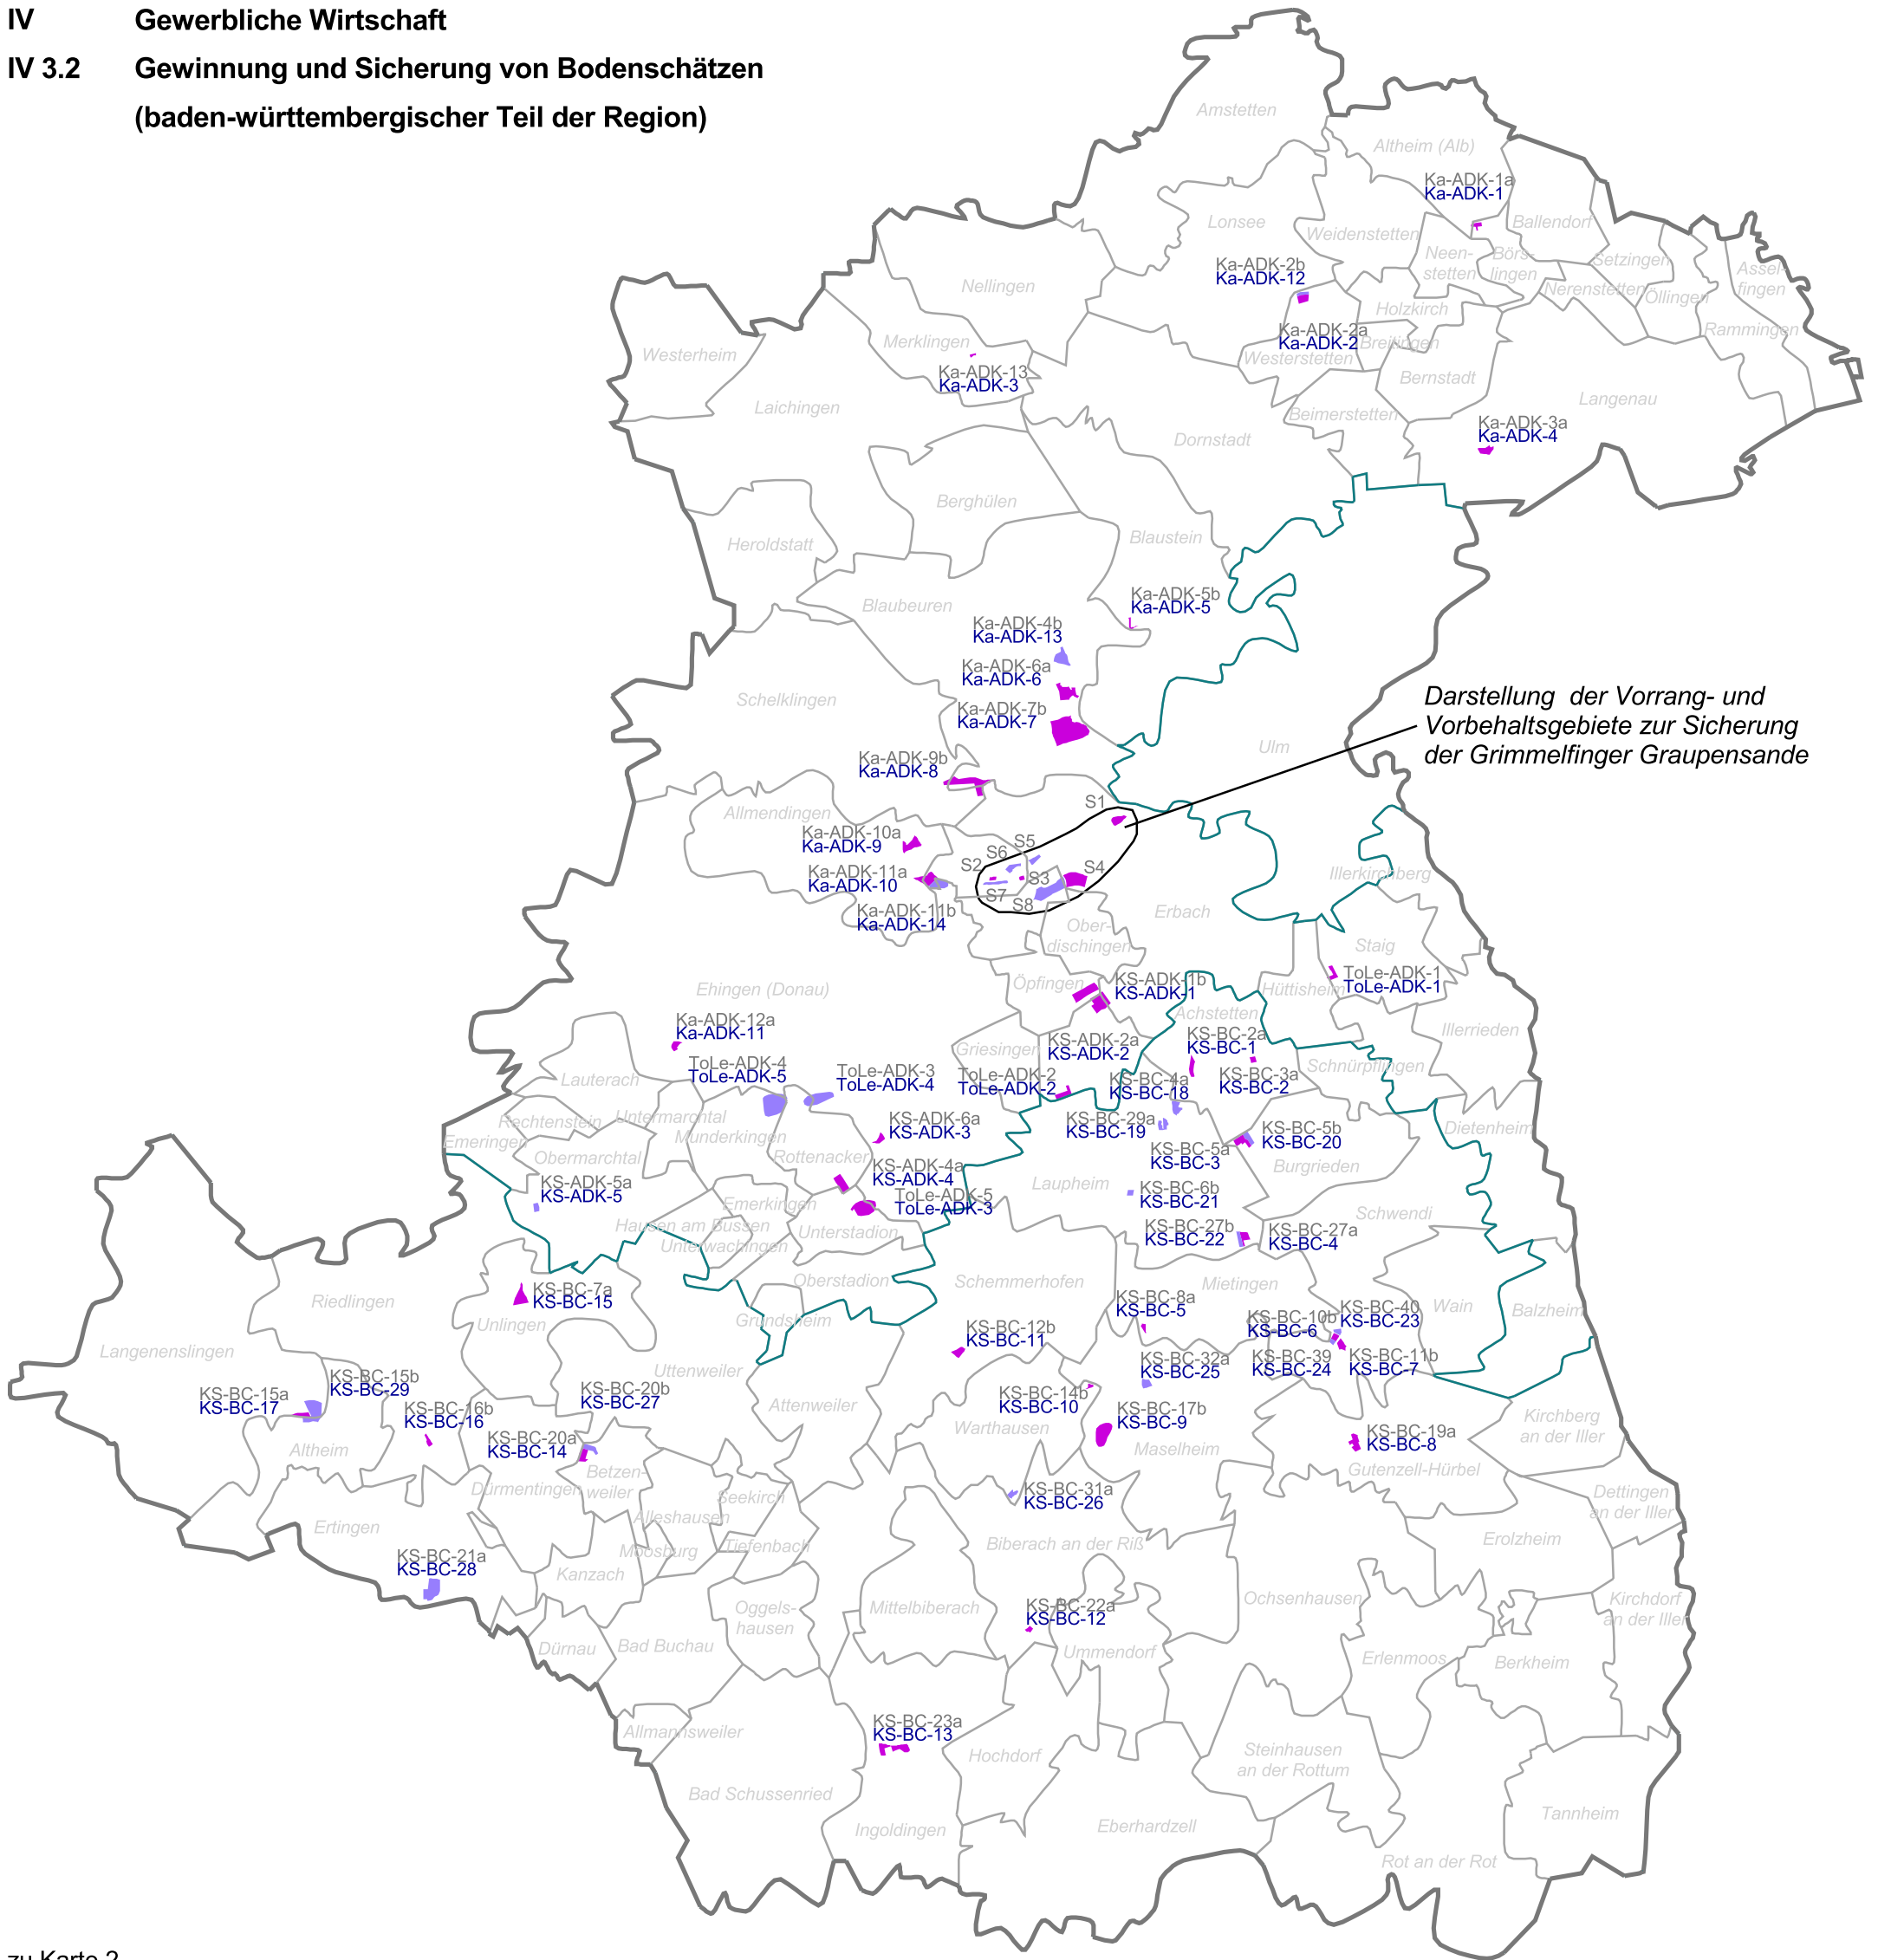 IV Gewerbliche Wirtschaft
IV 3.2 Gewinnung und Sicherung von Bodenschätzen
(baden-württembergischer Teil der Region)
Amstetten
Altheim (Alb)
Ka-ADK-1a
Ka-ADK-1
Lonsee
Weidenstetten
Ballendorf
Neen-
stetten
Börs-
lingen
Setzingen
Assel-
fingen
Ka-ADK-2b
Ka-ADK-12
Nellingen
Nerenstetten
Öllingen
Holzkirch
Rammingen
Ka-ADK-2a
Ka-ADK-2
Breitingen
Merklingen
Westerheim
Westerstetten
Ka-ADK-13
Ka-ADK-3
Bernstadt
Laichingen
Langenau
Beimerstetten
Ka-ADK-3a
Ka-ADK-4
Dornstadt
Berghülen
Blaustein
Heroldstatt
Ka-ADK-5b
Ka-ADK-5
Blaubeuren
Ka-ADK-4b
Ka-ADK-13
Ka-ADK-6a
Ka-ADK-6
Schelklingen
Ka-ADK-7b
Ka-ADK-7
Darstellung der Vorrang- und
Vorbehaltsgebiete zur Sicherung
der Grimmelfinger Graupensande
Ulm
Ka-ADK-9b
Ka-ADK-8
S1
Allmendingen
Ka-ADK-10a
Ka-ADK-9
S5
S6
S2
S4
S3
Ka-ADK-11a
Ka-ADK-10
S7
S8
Illerkirchberg
Ka-ADK-11b
Ka-ADK-14
Erbach
Ober-
dischingen
Staig
ToLe-ADK-1
ToLe-ADK-1
Öpfingen
KS-ADK-1b
KS-ADK-1
Hüttisheim
Ehingen (Donau)
Achstetten
Illerrieden
Ka-ADK-12a
Ka-ADK-11
KS-ADK-2a
KS-ADK-2
KS-BC-2a
KS-BC-1
Griesingen
Schnürpflingen
ToLe-ADK-4
ToLe-ADK-5
ToLe-ADK-3
ToLe-ADK-4
ToLe-ADK-2
ToLe-ADK-2
KS-BC-4a
KS-BC-18
KS-BC-3a
KS-BC-2
Lauterach
Rechtenstein
Untermarchtal
Munderkingen
KS-ADK-6a
KS-ADK-3
KS-BC-29a
KS-BC-19
KS-BC-5b
KS-BC-20
Dietenheim
Emeringen
Obermarchtal
Rottenacker
KS-BC-5a
KS-BC-3
Burgrieden
KS-ADK-4a
KS-ADK-4
Laupheim
KS-ADK-5a
KS-ADK-5
ToLe-ADK-5
ToLe-ADK-3
KS-BC-6b
KS-BC-21
Emerkingen
Schwendi
Hausen am Bussen
Unterwachingen
Unterstadion
KS-BC-27b
KS-BC-22
KS-BC-27a
KS-BC-4
Oberstadion
Schemmerhofen
Mietingen
KS-BC-7a
KS-BC-15
Riedlingen
Unlingen
Grundsheim
KS-BC-8a
KS-BC-5
KS-BC-10b
KS-BC-6
KS-BC-40
KS-BC-23
Wain
Balzheim
KS-BC-12b
KS-BC-11
Langenenslingen
Uttenweiler
KS-BC-32a
KS-BC-25
KS-BC-39
KS-BC-24
KS-BC-11b
KS-BC-7
KS-BC-15b
KS-BC-29
KS-BC-15a
KS-BC-17
KS-BC-20b
KS-BC-27
KS-BC-14b
KS-BC-10
Attenweiler
KS-BC-16b
KS-BC-16
KS-BC-17b
KS-BC-9
Warthausen
Kirchberg
an der Iller
KS-BC-20a
KS-BC-14
KS-BC-19a
KS-BC-8
Altheim
Maselheim
Gutenzell-Hürbel
Betzen-
weiler
Dürmentingen
Seekirch
KS-BC-31a
KS-BC-26
Dettingen
an der Iller
Ertingen
Alleshausen
Biberach an der Riß
Erolzheim
Moosburg
Tiefenbach
KS-BC-21a
KS-BC-28
Kanzach
Oggels-
hausen
Mittelbiberach
KS-BC-22a
KS-BC-12
Ochsenhausen
Kirchdorf
an der Iller
Dürnau
Bad Buchau
Ummendorf
Erlenmoos
Berkheim
Allmannsweiler
KS-BC-23a
KS-BC-13
Hochdorf
Steinhausen
an der Rottum
Bad Schussenried
Tannheim
Ingoldingen
Eberhardzell
Rot an der Rot
zu Karte 2